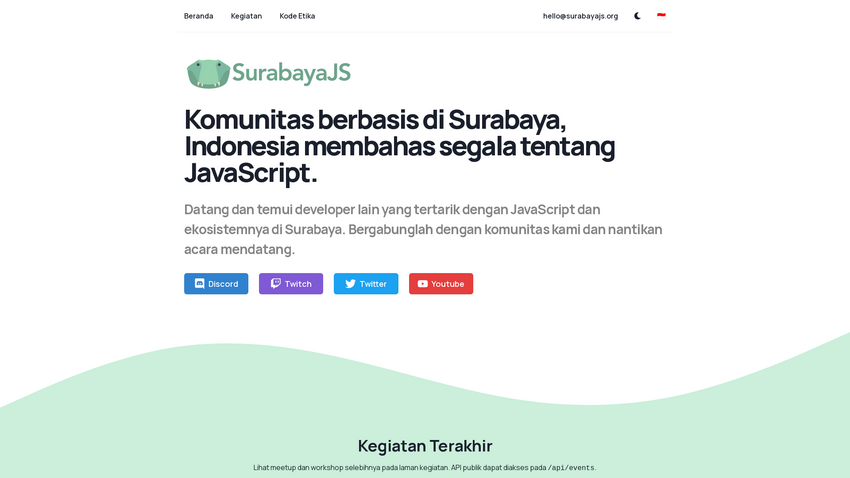 Beranda Kegiatan Kode Etika hello@surabayajs.org
SurabayaJS
Komunitas berbasis di Surabaya,
Indonesia membahas segala tentang
JavaScript.
Datang dan temui developer lain yang tertarik dengan JavaScript dan
ekosistemnya di Surabaya. Bergabunglah dengan komunitas kami dan nantikan
acara mendatang.
Discord Twitch Twitter Youtube
Kegiatan Terakhir
Lihat meetup dan workshop selebihnya pada laman kegiatan. API publik dapat diakses pada /api/events.